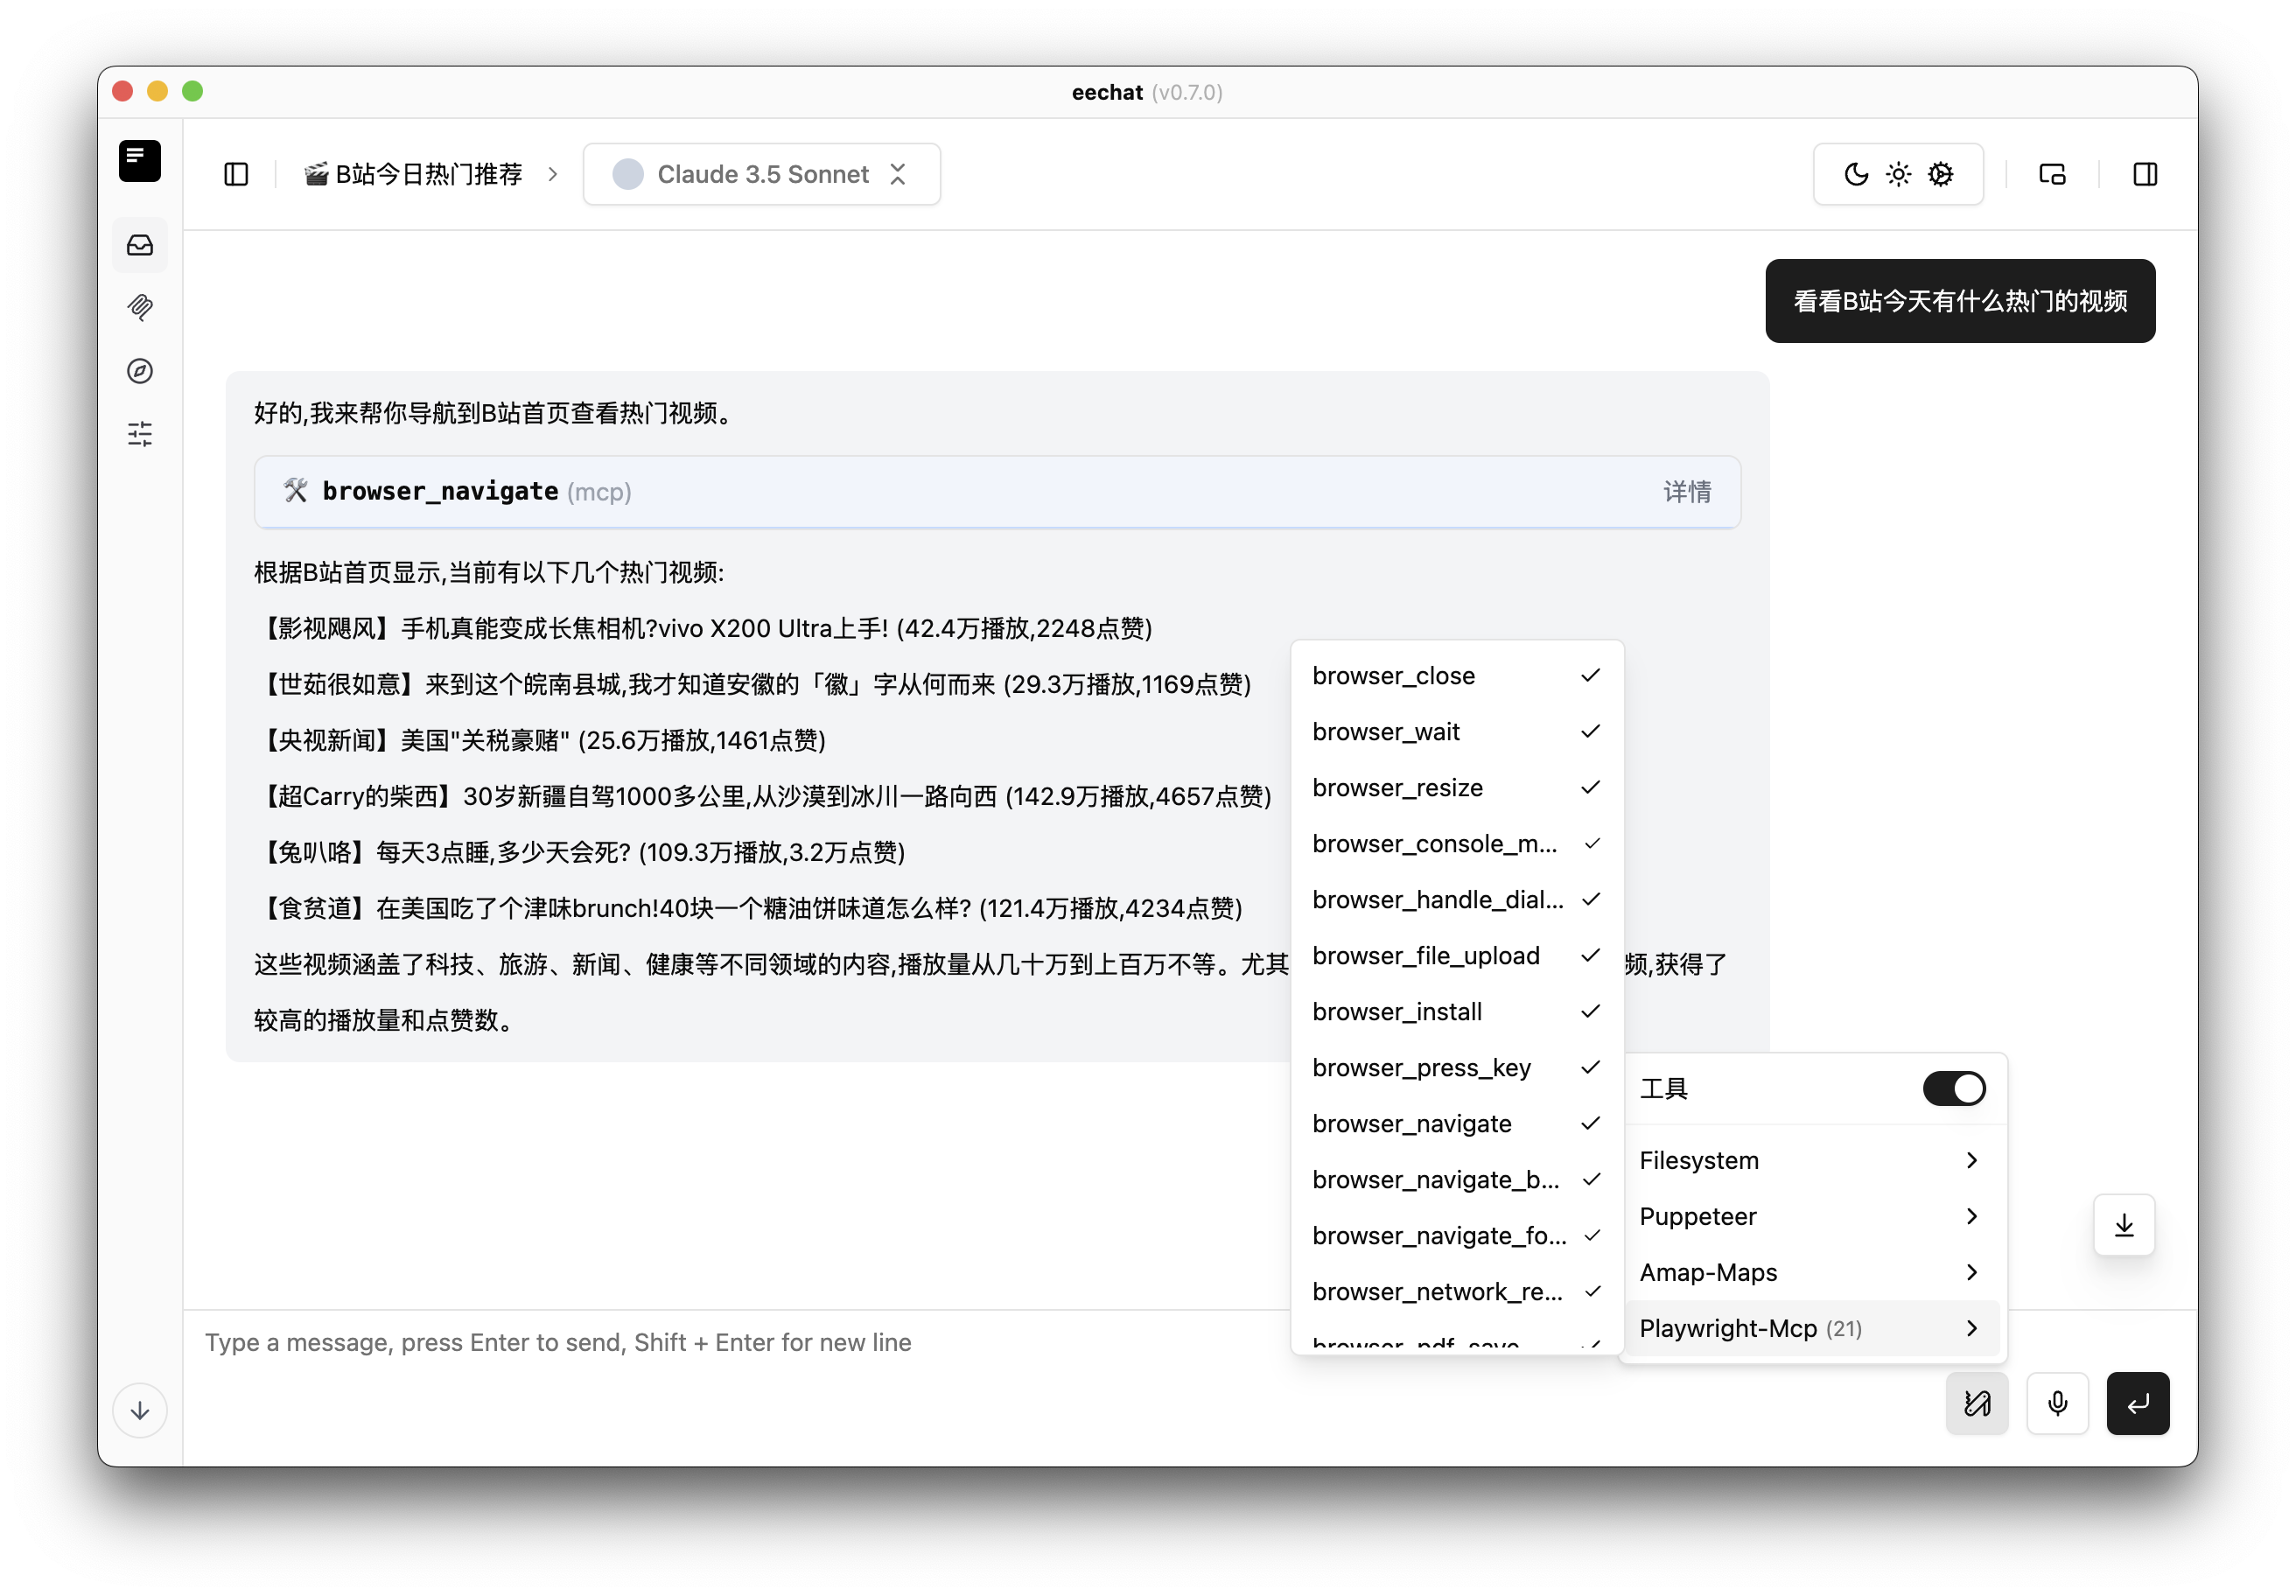 eechat (v0.7.0)
🎬 B站今日热门推荐
Claude 3.5 Sonnet
看看B站今天有什么热门的视频
好的,我来帮你导航到B站首页查看热门视频。
🛠 browser_navigate (mcp)
详情
根据B站首页显示,当前有以下几个热门视频:
【影视飓风】手机真能变成长焦相机?vivo X200 Ultra上手! (42.4万播放,2248点赞)
【世茹很如意】来到这个皖南县城,我才知道安徽的「徽」字从何而来 (29.3万播放,1169点赞)
【央视新闻】美国"关税豪赌" (25.6万播放,1461点赞)
【超Carry的柴西】30岁新疆自驾1000多公里,从沙漠到冰川一路向西 (142.9万播放,4657点赞)
【兔叭咯】每天3点睡,多少天会死? (109.3万播放,3.2万点赞)
【食贫道】在美国吃了个津味brunch!40块一个糖油饼味道怎么样? (121.4万播放,4234点赞)
这些视频涵盖了科技、旅游、新闻、健康等不同领域的内容,播放量从几十万到上百万不等。尤其
频,获得了
较高的播放量和点赞数。
browser_close
browser_wait
browser_resize
browser_console_m...
browser_handle_dial...
browser_file_upload
browser_install
browser_press_key
browser_navigate
browser_navigate_b...
browser_navigate_fo...
browser_network_re...
browser_pdf_save
工具
Filesystem
Puppeteer
Amap-Maps
Playwright-Mcp (21)
Type a message, press Enter to send, Shift + Enter for new line